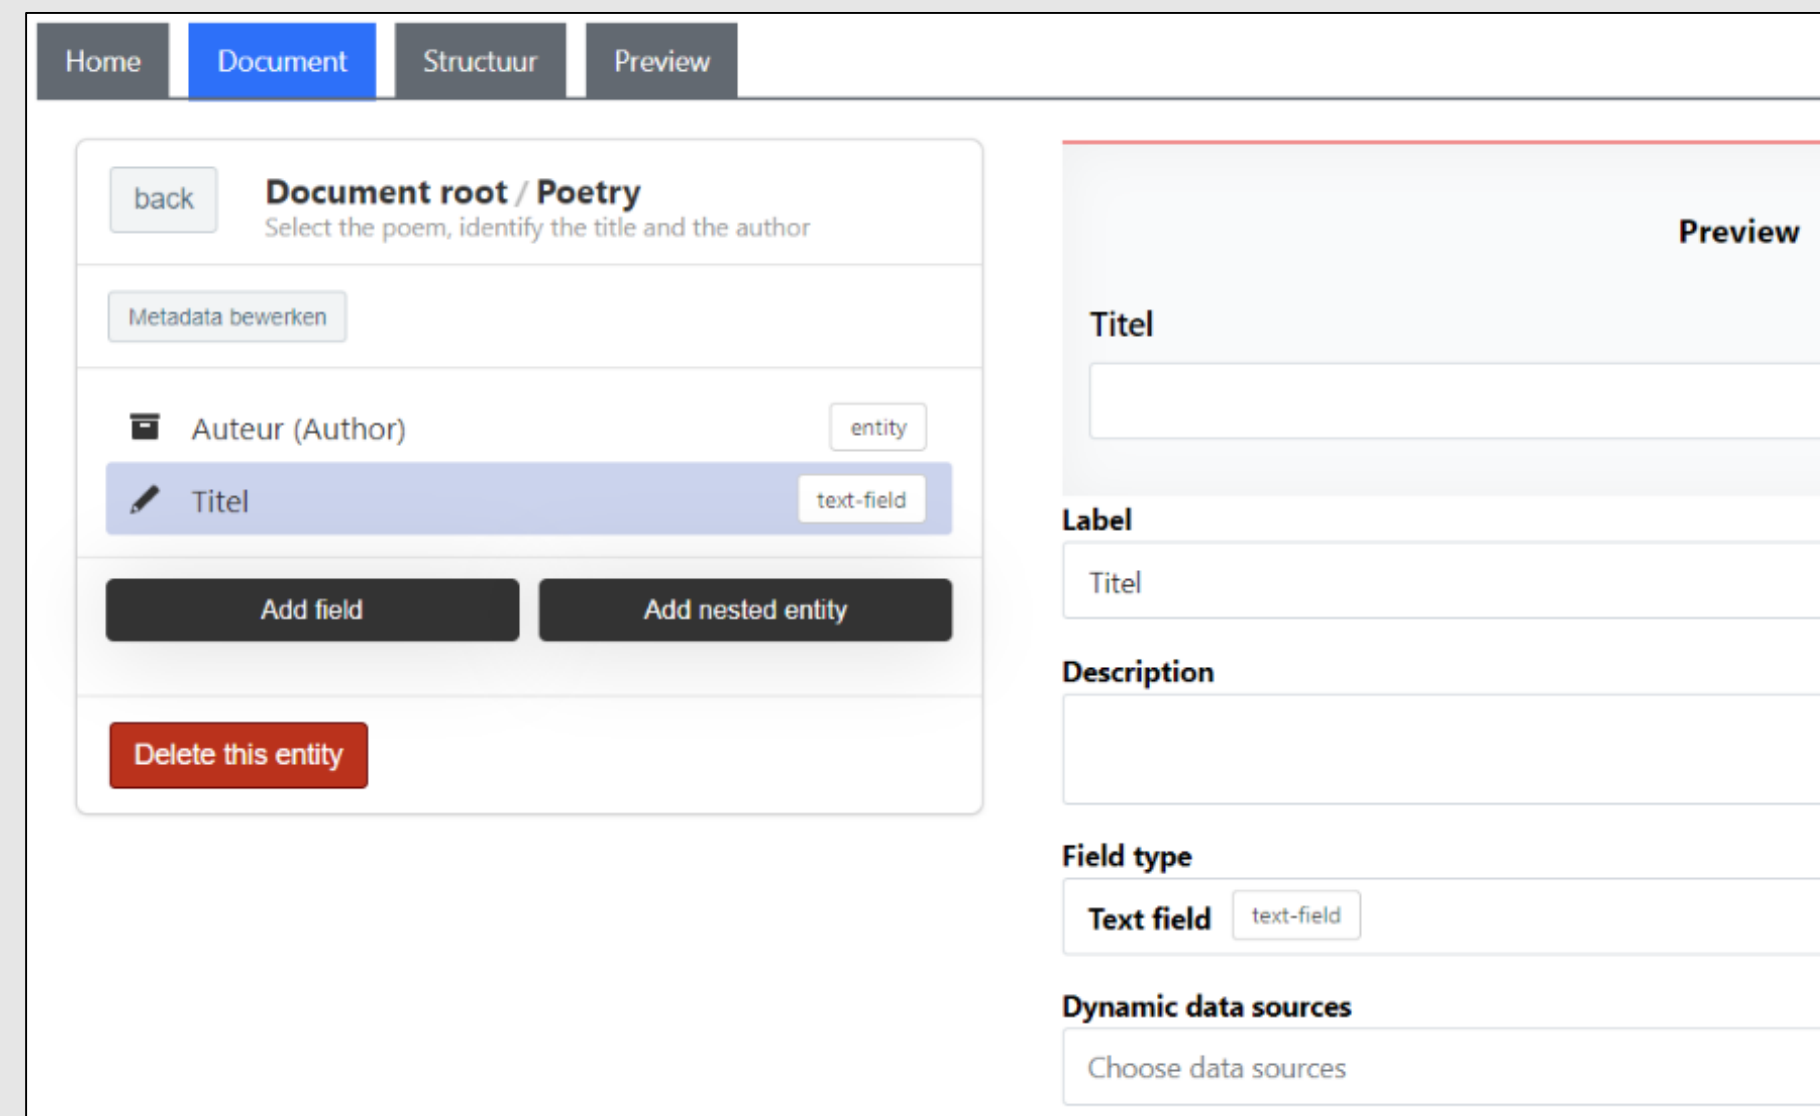 Home Document Structuur Preview
back
Document root / Poetry
Select the poem, identify the title and the author
Metadata bewerken
Auteur (Author) entity
Titel text-field
Add field Add nested entity
Delete this entity
Preview
Titel
Label
Titel
Description
Field type
Text field text-field
Dynamic data sources
Choose data sources